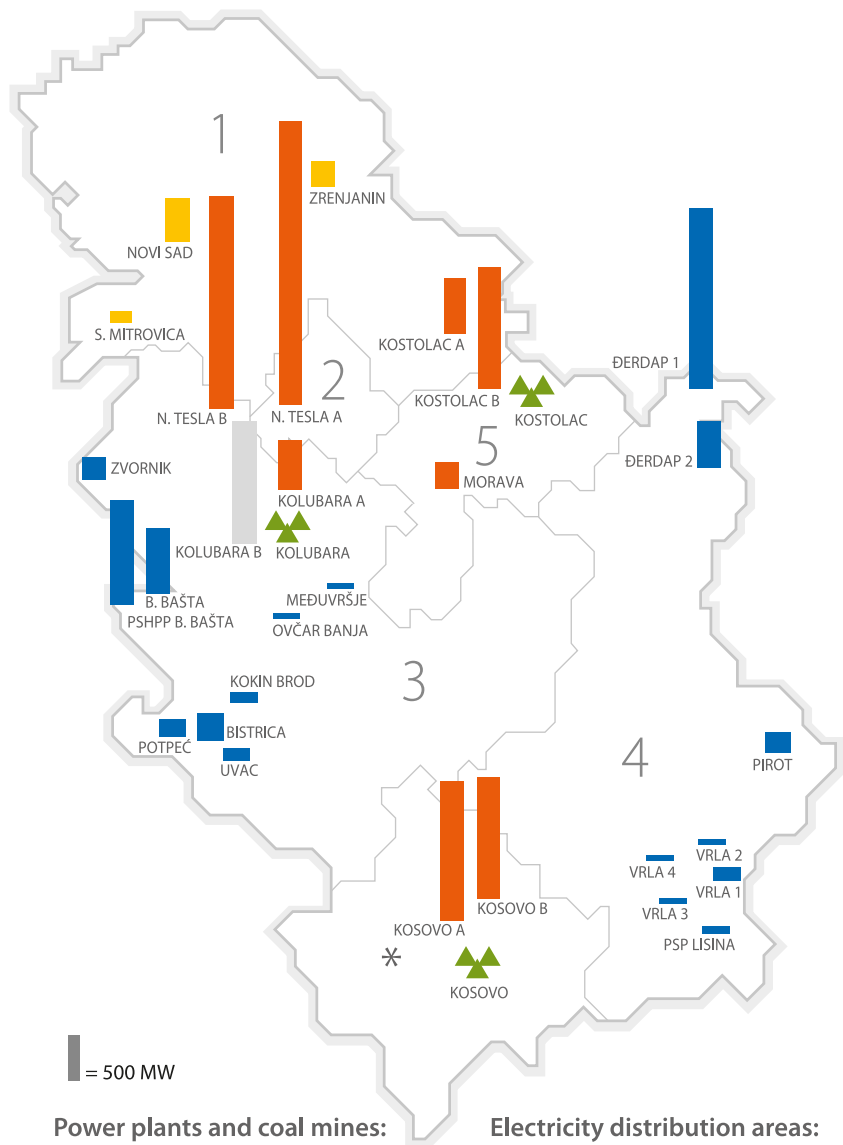 1
ZRENJANIN
NOVI SAD
S. MITROVICA
KOSTOLAC A
ĐERDAP 1
2
N. TESLA B
N. TESLA A
KOSTOLAC B
KOSTOLAC
5
ĐERDAP 2
ZVORNIK
MORAVA
KOLUBARA A
KOLUBARA B
KOLUBARA
B. BAŠTA
PSHPP B. BAŠTA
MEĐUVRŠJE
OVČAR BANJA
3
KOKIN BROD
POTPEĆ
BISTRICA
UVAC
4
PIROT
VRLA 2
VRLA 4
VRLA 1
VRLA 3
KOSOVO B
KOSOVO A
PSP LISINA
*
KOSOVO
= 500 MW
Power plants and coal mines:
Electricity distribution areas: